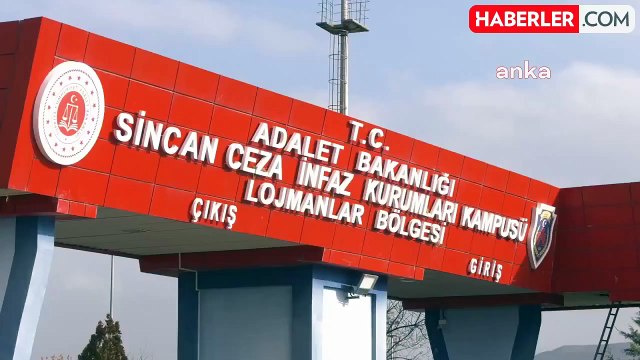 HABERLER.COM
anka
T.C.
ADALET BAKANLIĞI
SİNCAN CEZA İNFAZ KURUMLARI KAMPUSÜ
LOJMANLAR BÖLGESİ
ÇIKIŞ
GİRİŞ